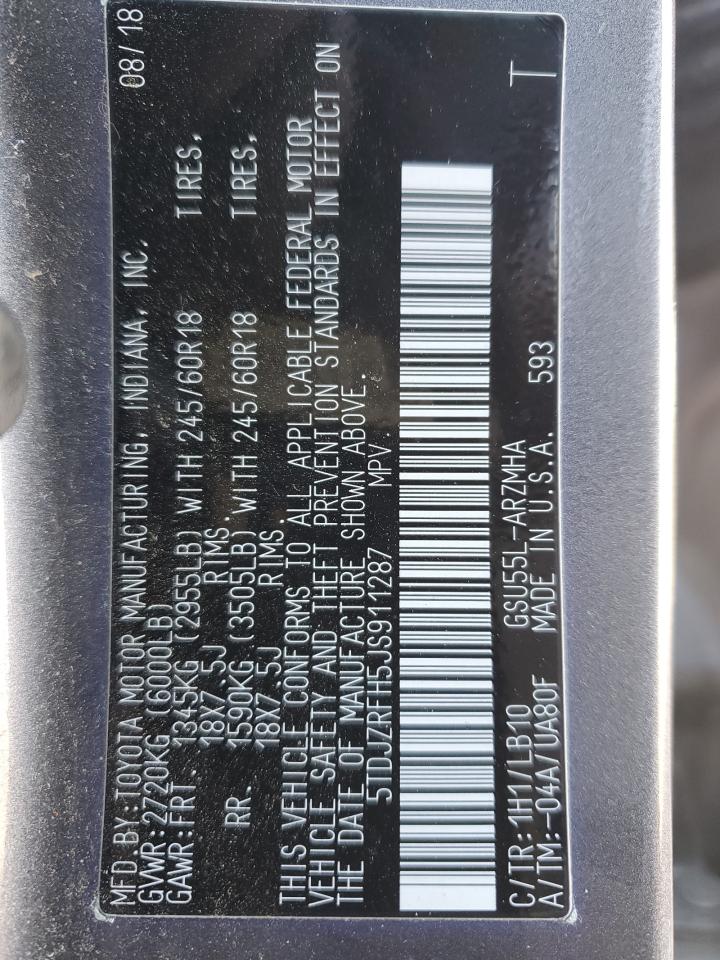 MFD BY:TOYOTA MOTOR MANUFACTURING, INDIANA, INC. 08/18
GVWR:2720KG (6000LB)
GAWR:FRT 1345KG (2955LB) WITH 245/60R18 TIRES,
18X7.5J RIMS.
RR. 1590KG (3505LB) WITH 245/60R18 TIRES,
18X7.5J RIMS.
THIS VEHICLE CONFORMS TO ALL APPLICABLE FEDERAL MOTOR
VEHICLE SAFETY AND THEFT PREVENTION STANDARDS IN EFFECT ON
THE DATE OF MANUFACTURE SHOWN ABOVE.
5TDJZRFH5JS911287 MPV
C/TR:1H1/LB10 GSU55L-ARZMHA T
A/TM:-04A/UA80F MADE IN U.S.A. 593